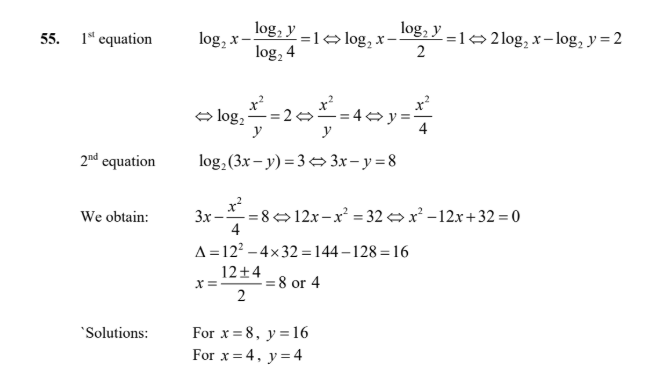 55. 1st equation log₂ x − log₂ y / log₂ 4 = 1 ⇔ log₂ x − log₂ y / 2 = 1 ⇔ 2 log₂ x − log₂ y = 2
⇔ log₂ x²/y = 2 ⇔ x²/y = 4 ⇔ y = x²/4
2nd equation log₂(3x − y) = 3 ⇔ 3x − y = 8
We obtain: 3x − x²/4 = 8 ⇔ 12x − x² = 32 ⇔ x² − 12x + 32 = 0
Δ = 12² − 4 × 32 = 144 − 128 = 16
x = 12 ± 4 / 2 = 8 or 4
`Solutions: For x = 8, y = 16
For x = 4, y = 4